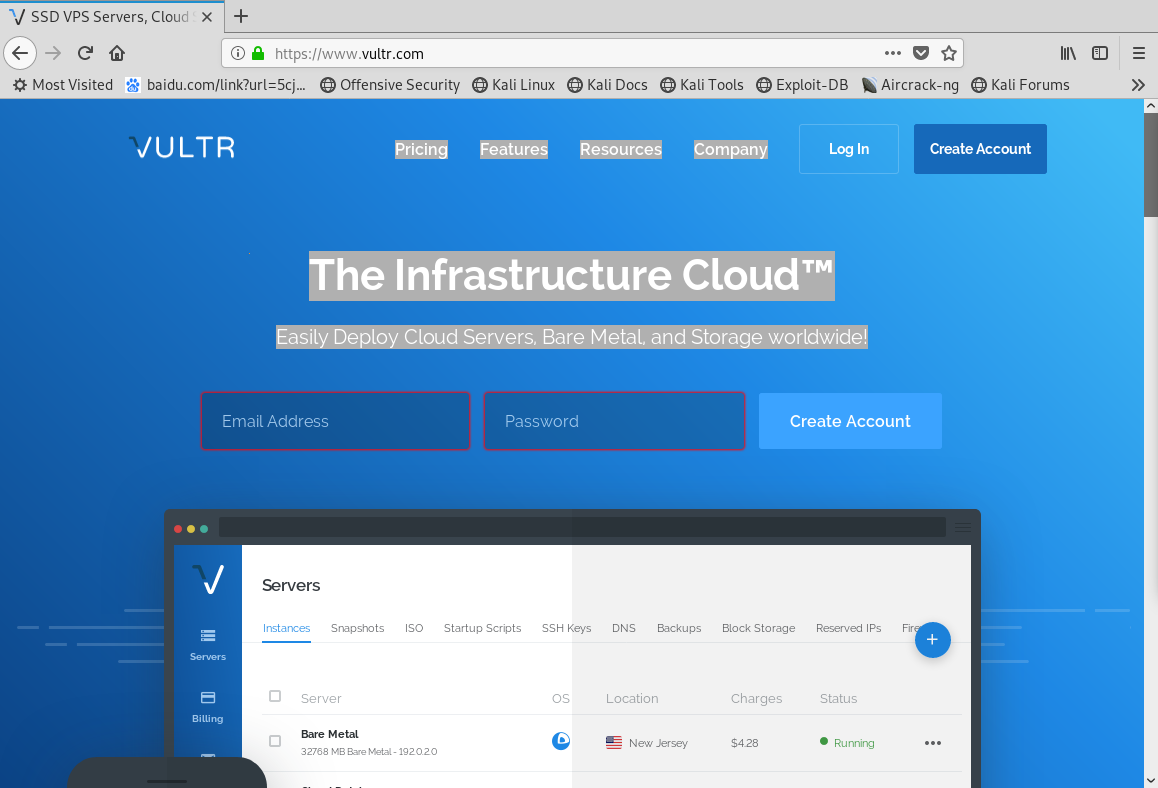 SSD VPS Servers, Cloud
https://www.vultr.com
Most Visited baidu.com/link?url=5cj... Offensive Security Kali Linux Kali Docs Kali Tools Exploit-DB Aircrack-ng Kali Forums
VULTR Pricing Features Resources Company Log In Create Account
The Infrastructure Cloud™
Easily Deploy Cloud Servers, Bare Metal, and Storage worldwide!
Email Address Password Create Account
Servers
Instances Snapshots ISO Startup Scripts SSH Keys DNS Backups Block Storage Reserved IPs Fire
Servers
Server OS Location Charges Status
Billing
Bare Metal
32768 MB Bare Metal - 192.0.2.0 New Jersey $4.28 Running